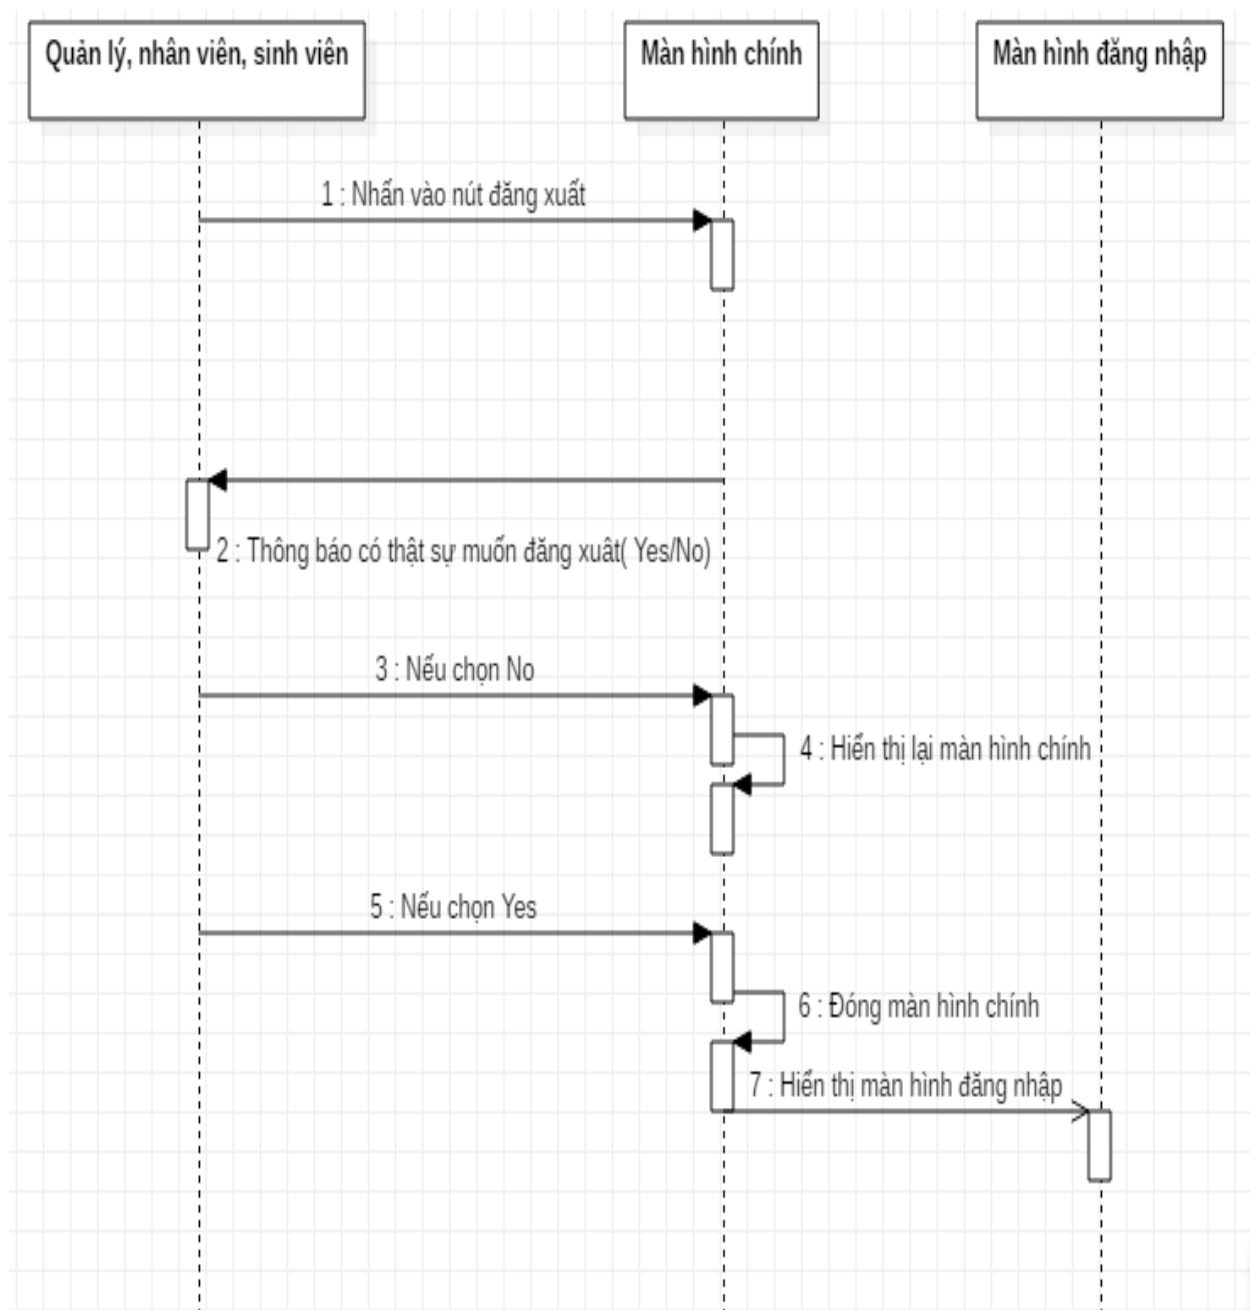 Quản lý, nhân viên, sinh viên
Màn hình chính
Màn hình đăng nhập
1 : Nhấn vào nút đăng xuất
2 : Thông báo có thật sự muốn đăng xuât( Yes/No)
3 : Nếu chọn No
4 : Hiển thị lại màn hình chính
5 : Nếu chọn Yes
6 : Đóng màn hình chính
7 : Hiển thị màn hình đăng nhập